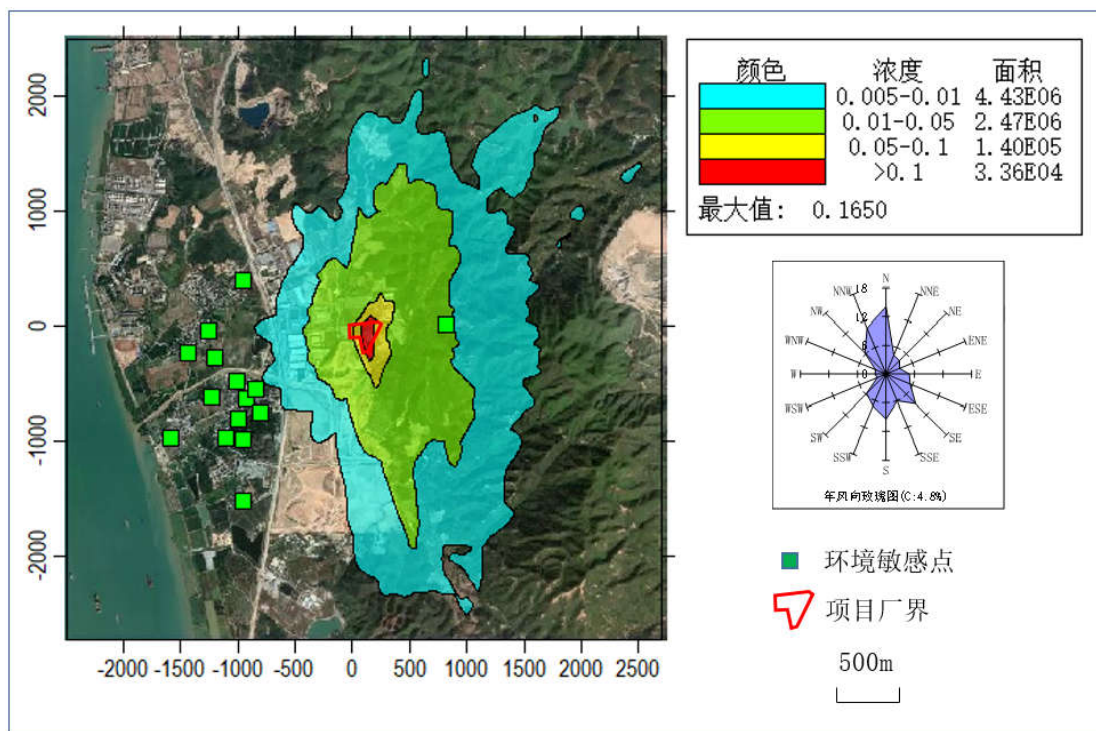 2000
1000
0
-1000
-2000
-2000 -1500 -1000 -500 0 500 1000 1500 2000 2500
颜色 浓度 面积
0.005-0.01 4.43E06
0.01-0.05 2.47E06
0.05-0.1 1.40E05
>0.1 3.36E04
最大值: 0.1650
N
NNW 18 NNE
NW 12 NE
WNW 6 ENE
W 0 E
WSW ESE
SW SE
SSW SSE
S
年风向玫瑰图(C:4.8%)
环境敏感点
项目厂界
500m